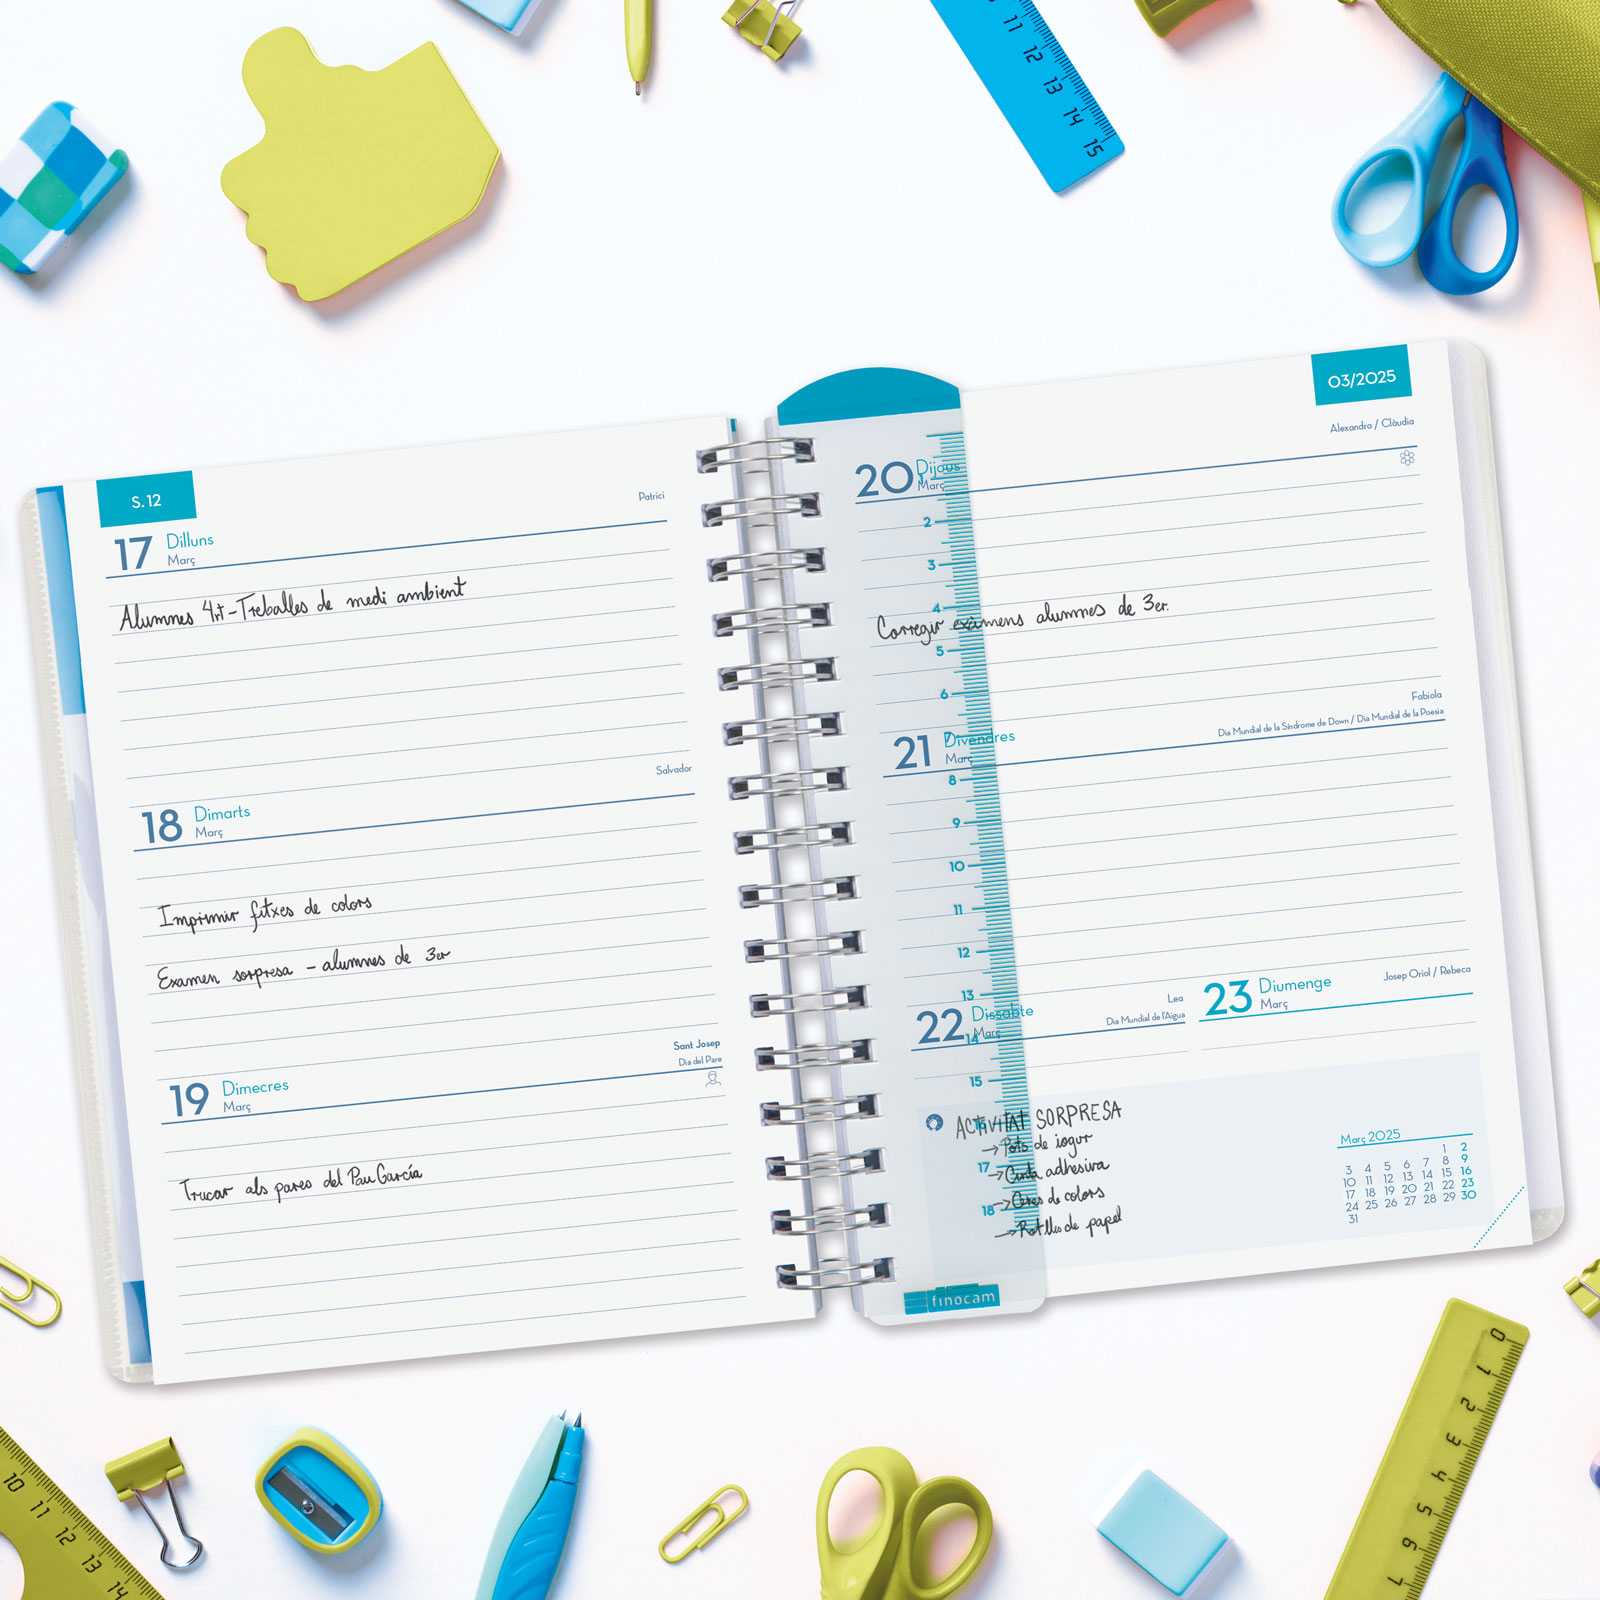 S. 12
Patrici
17 Dilluns
Març
Alumnes 4rt - Treballes de medi ambient
Salvador
18 Dimarts
Març
Imprimir fitxes de colors
Examen sorpresa - alumnes de 3er
Sant Josep
Dia del Pare
19 Dimecres
Març
Trucar als pares del Pau García
03/2025
Alexandra / Clàudia
20 Dijous
Març
Corregir exàmens alumnes de 3er.
Fabiola
Dia Mundial de la Síndrome de Down / Dia Mundial de la Poesia
21 Divendres
Març
Lea
Dia Mundial de l'Aigua
22 Dissabte
Març
Josep Oriol / Rebeca
23 Diumenge
Març
ACTIVITAT SORPRESA
→ Pots de iogur
→ Cinta adhesiva
→ Ceres de colors
→ Rotlles de papel
Març 2025
1 2
3 4 5 6 7 8 9
10 11 12 13 14 15 16
17 18 19 20 21 22 23
24 25 26 27 28 29 30
31
2
3
4
5
6
7
8
9
10
11
12
13
14
15
16
17
18
finocam
11
12
13
14
15
0
1
2
3
4
5
6
7
10
11
12
13
14